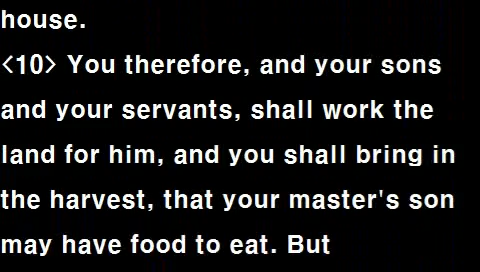 house.
<10> You therefore, and your sons
and your servants, shall work the
land for him, and you shall bring in
the harvest, that your master's son
may have food to eat. But